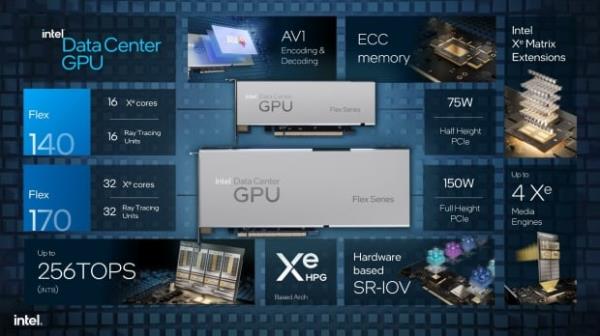 intel
Data Center
GPU
AV1
Encoding &
Decoding
ECC
memory
Intel
Xe Matrix
Extensions
Flex
140
16 Xe cores
16 Ray Tracing
Units
intel Data Center
GPU
Flex Series
75W
Half Height
PCIe
Flex
170
32 Xe cores
32 Ray Tracing
Units
intel Data Center
GPU
Flex Series
150W
Full Height
PCIe
Up to
4 Xe
Media
Engines
Up to
256TOPS
(INT8)
Xe
HPG
Based Arch
Hardware
based
SR-IOV
intel.